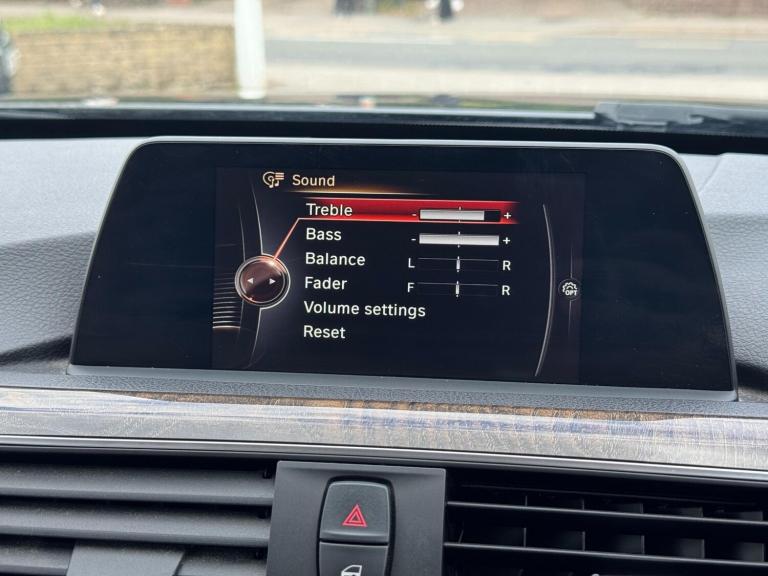 Sound
Treble - +
Bass - +
Balance L R
Fader F R
OPT
Volume settings
Reset